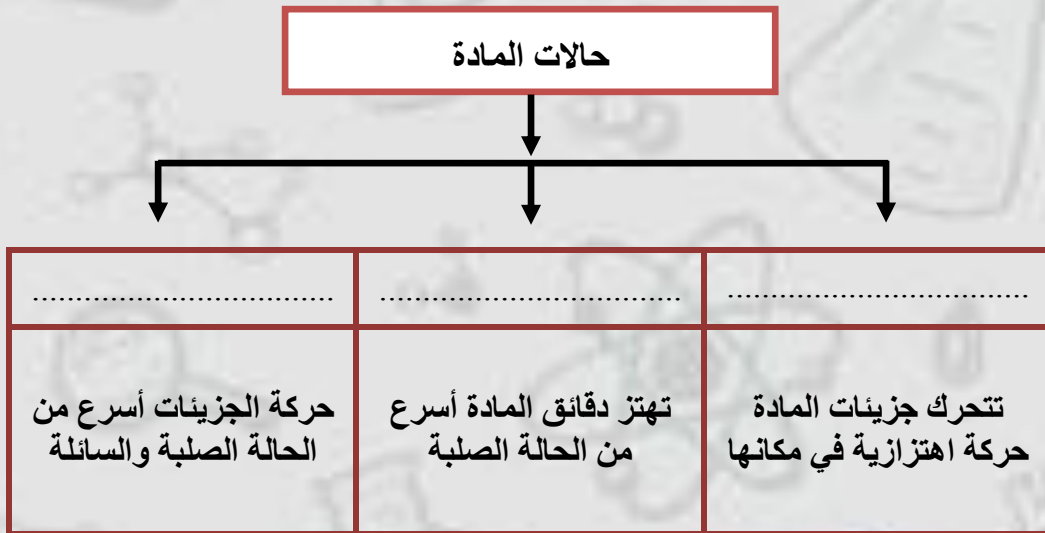 حالات المادة
................................. ................................. .................................
تتحرك جزيئات المادة
حركة اهتزازية في مكانها
تهتز دقائق المادة أسرع
من الحالة الصلبة
حركة الجزيئات أسرع من
الحالة الصلبة والسائلة